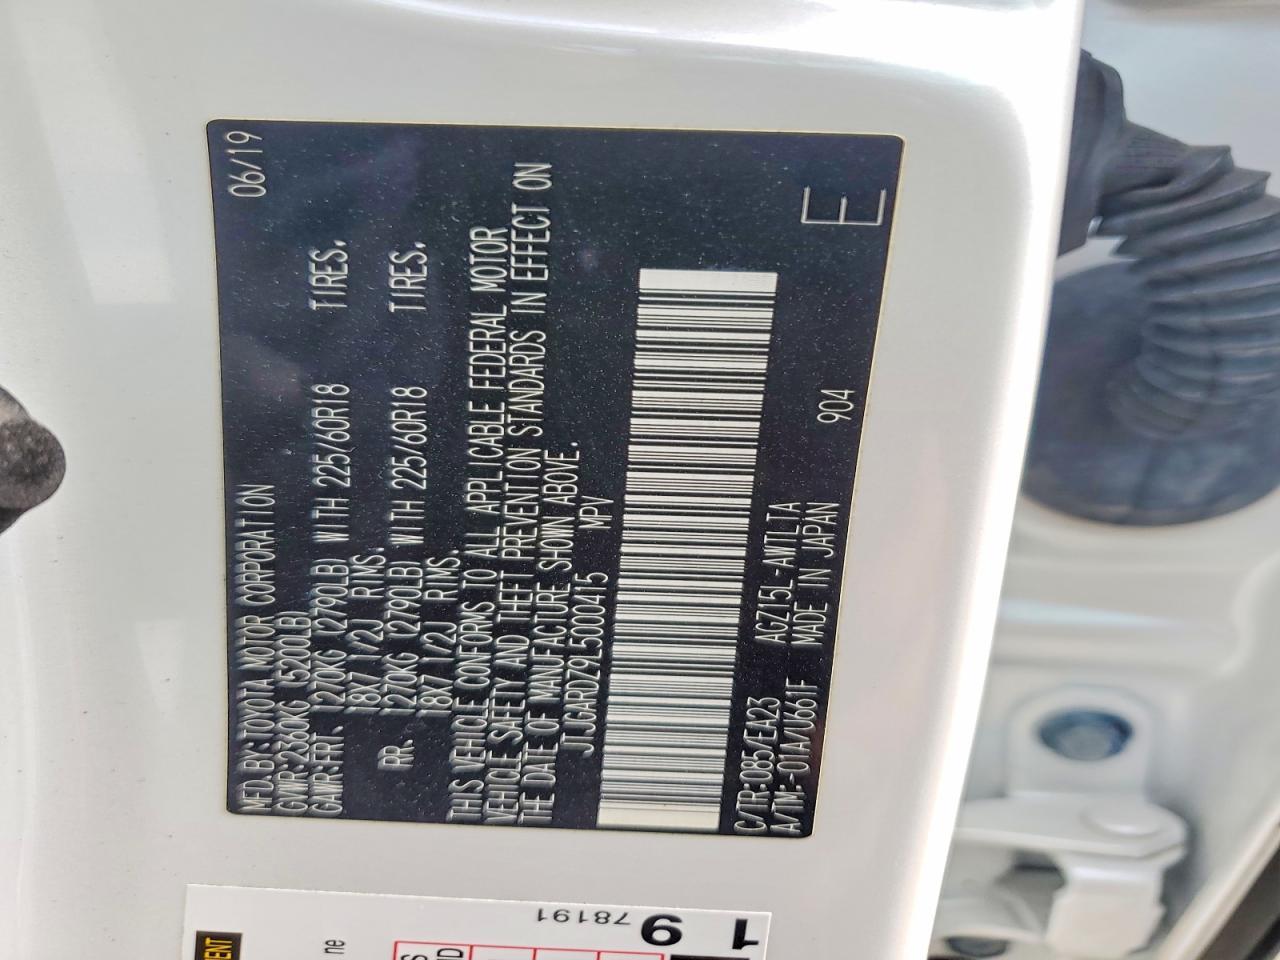 MFD.BY:TOYOTA MOTOR CORPORATION 06/19
GVWR:2360KG (5200LB)
GAWR:FRT 1270KG (2790LB) WITH 225/60R18 TIRES.
18X7 1/2J RIMS.
RR. 1270KG (2790LB) WITH 225/60R18 TIRES.
18X7 1/2J RIMS.
THIS VEHICLE CONFORMS TO ALL APPLICABLE FEDERAL MOTOR
VEHICLE SAFETY AND THEFT PREVENTION STANDARDS IN EFFECT ON
THE DATE OF MANUFACTURE SHOWN ABOVE.
JTJGARDZ9L5000415 MPV
C/TR:085/EA23 AGZ15L-AWTLTA
A/TM:-01A/U661F MADE IN JAPAN 904 E
78191
19